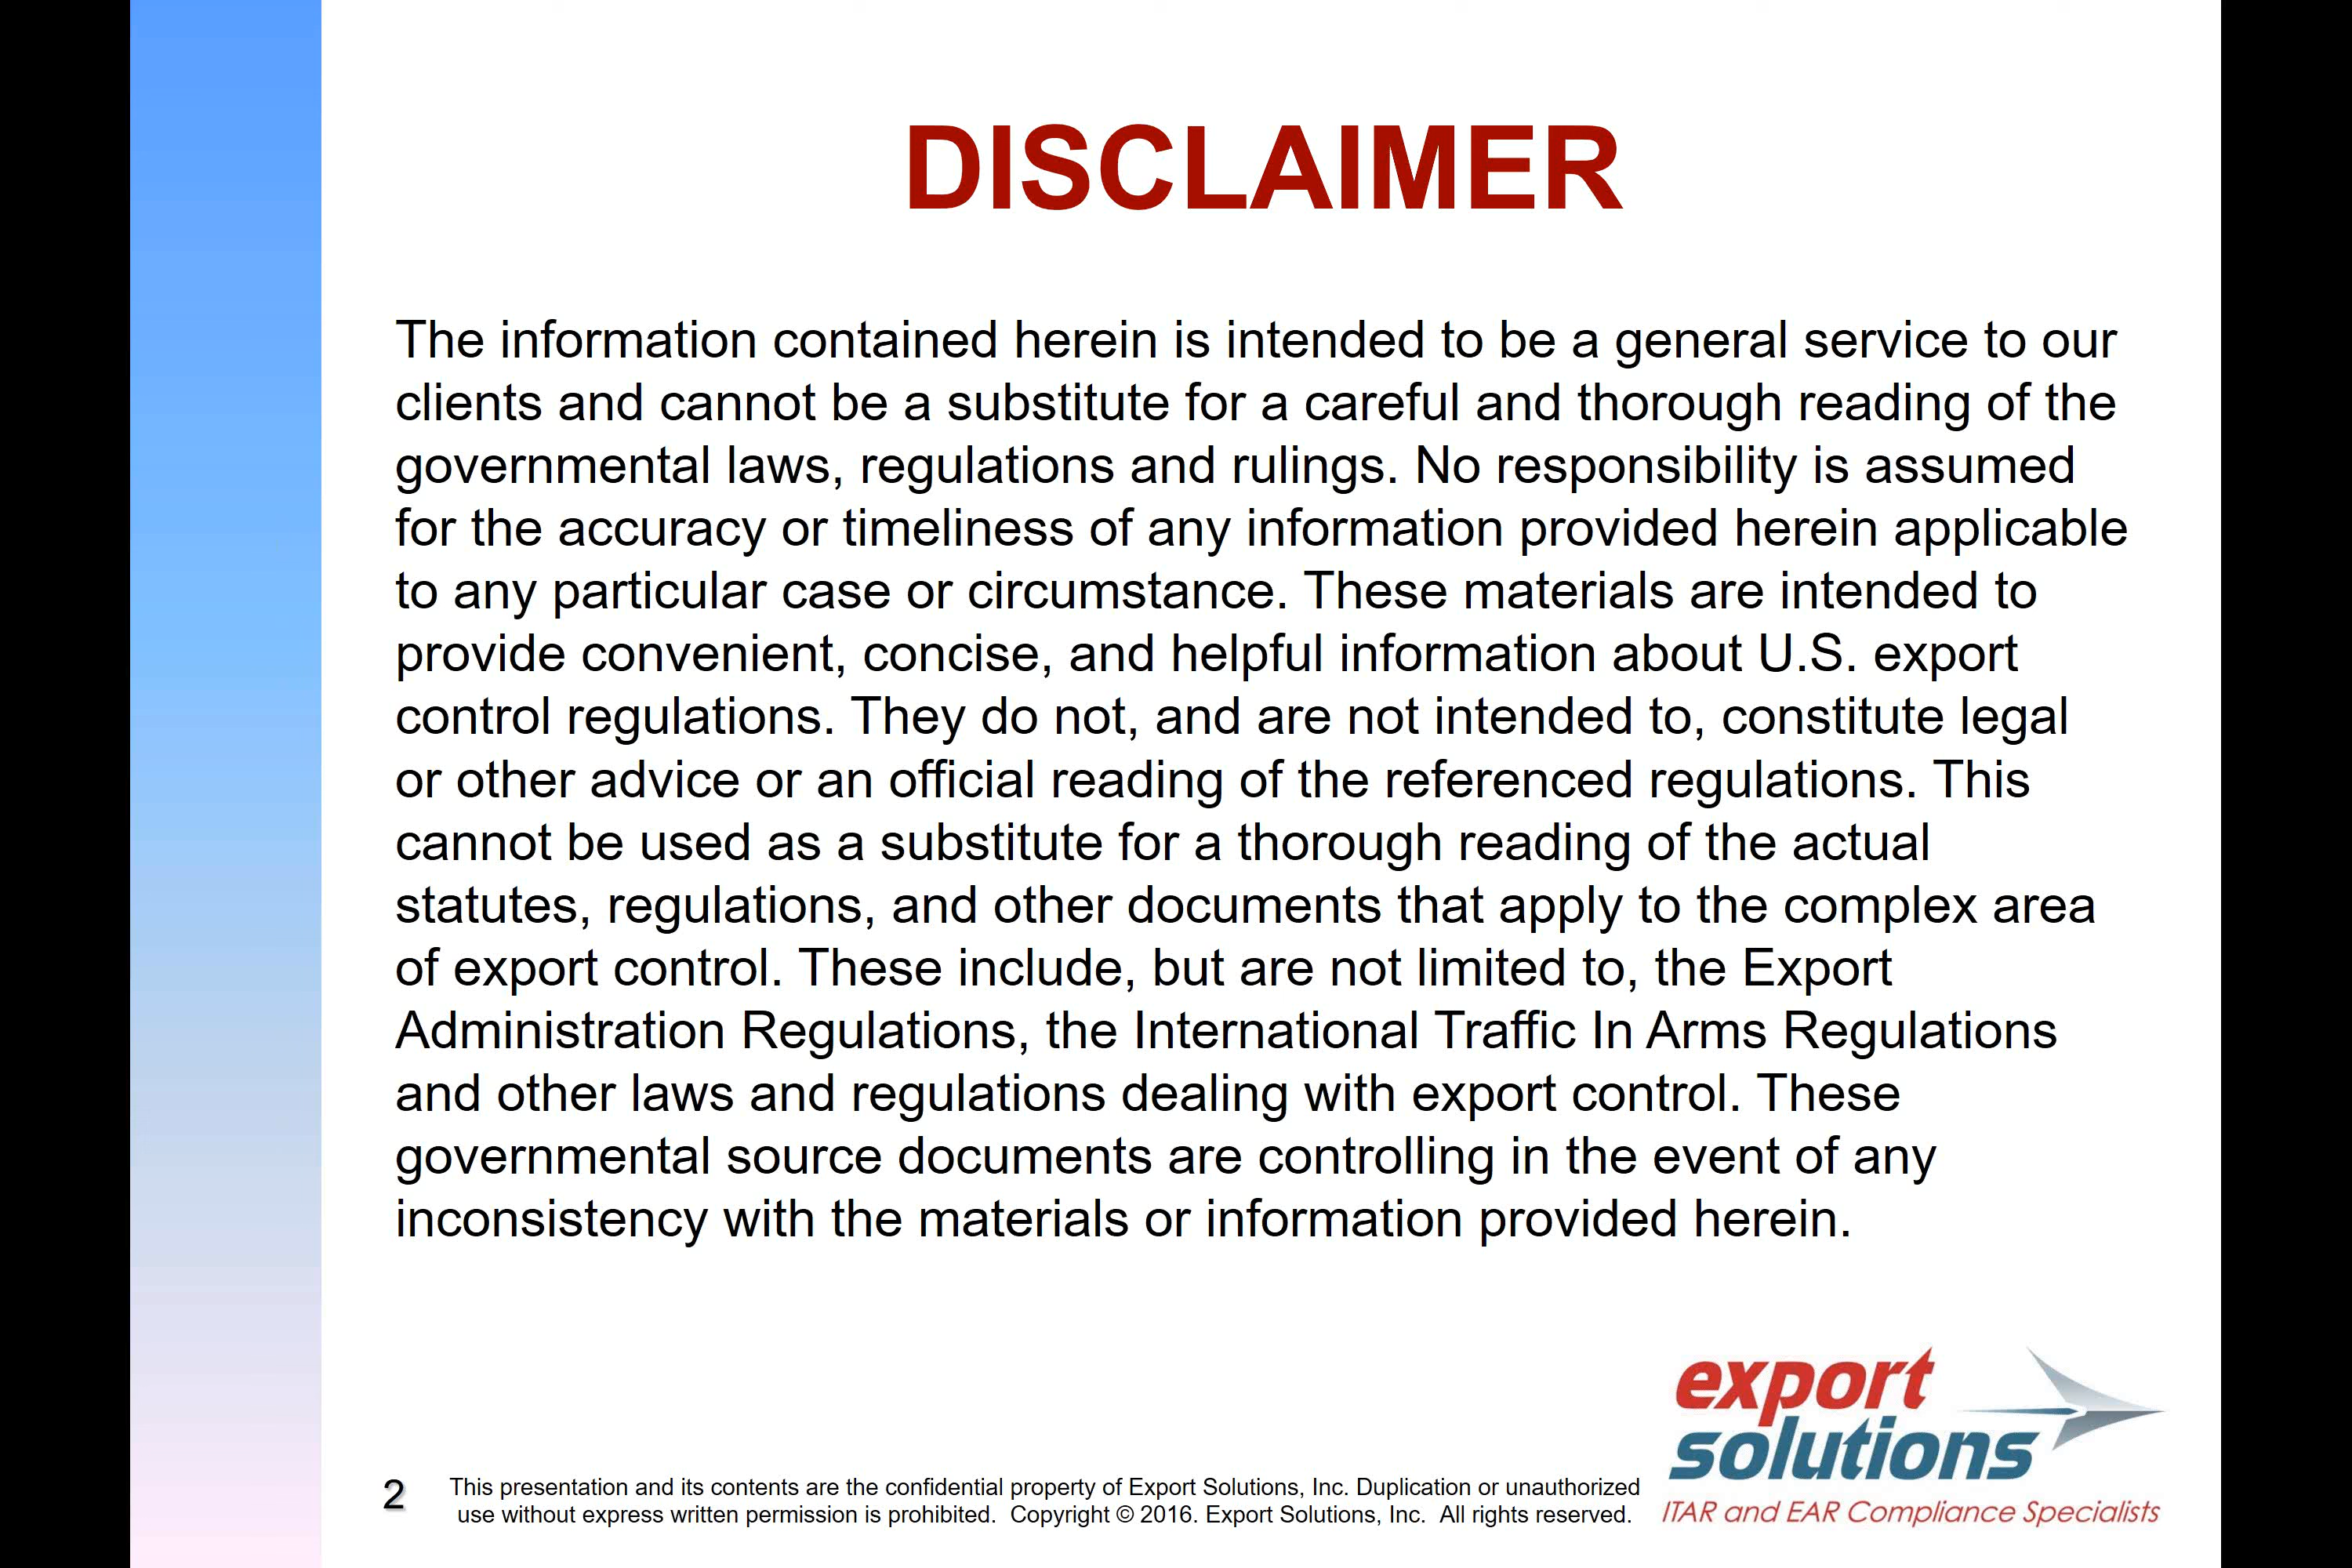 DISCLAIMER
The information contained herein is intended to be a general service to our
clients and cannot be a substitute for a careful and thorough reading of the
governmental laws, regulations and rulings. No responsibility is assumed
for the accuracy or timeliness of any information provided herein applicable
to any particular case or circumstance. These materials are intended to
provide convenient, concise, and helpful information about U.S. export
control regulations. They do not, and are not intended to, constitute legal
or other advice or an official reading of the referenced regulations. This
cannot be used as a substitute for a thorough reading of the actual
statutes, regulations, and other documents that apply to the complex area
of export control. These include, but are not limited to, the Export
Administration Regulations, the International Traffic In Arms Regulations
and other laws and regulations dealing with export control. These
governmental source documents are controlling in the event of any
inconsistency with the materials or information provided herein.
export
solutions
ITAR and EAR Compliance Specialists
2
This presentation and its contents are the confidential property of Export Solutions, Inc. Duplication or unauthorized
use without express written permission is prohibited. Copyright © 2016. Export Solutions, Inc. All rights reserved.